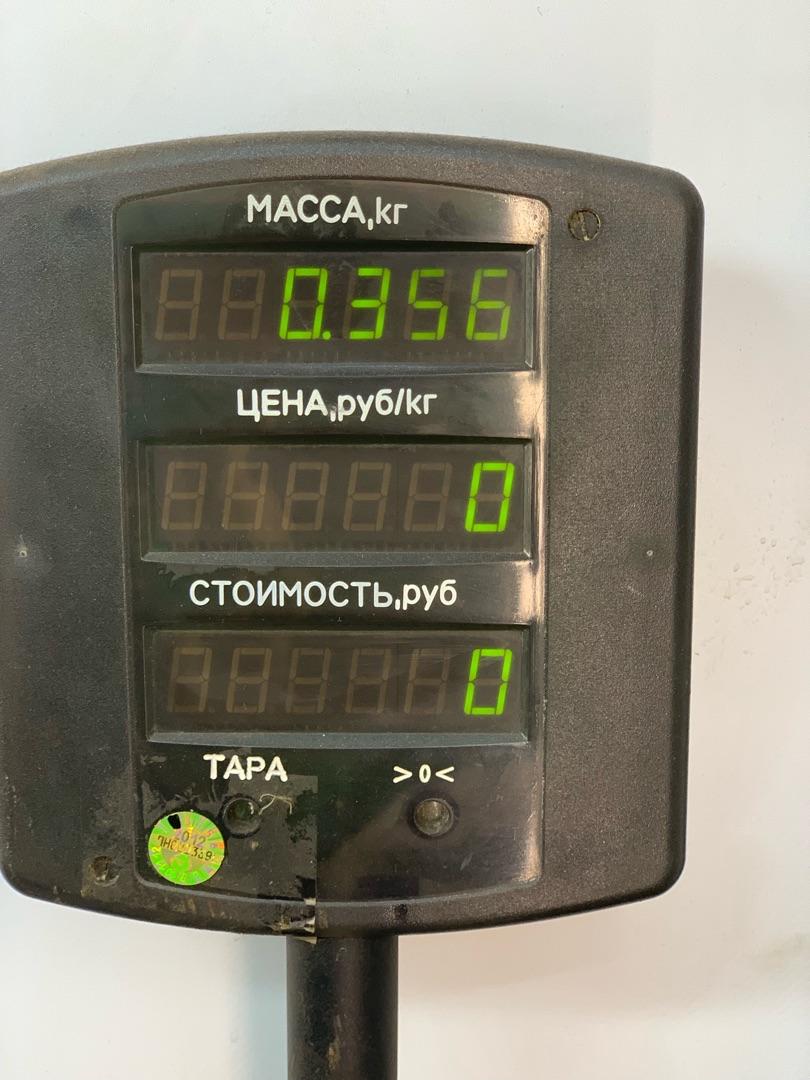 МАССА,кг
0.356
ЦЕНА,руб/кг
0
СТОИМОСТЬ,руб
0
ТАРА >0<